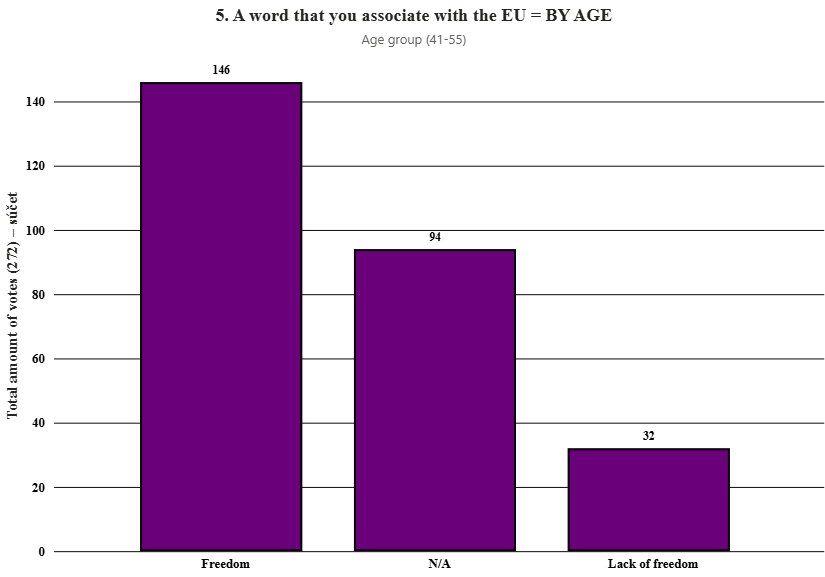 5. A word that you associate with the EU = BY AGE
Age group (41-55)
Total amount of votes (272) – súčet
140
120
100
80
60
40
20
0
146
94
32
Freedom
N/A
Lack of freedom